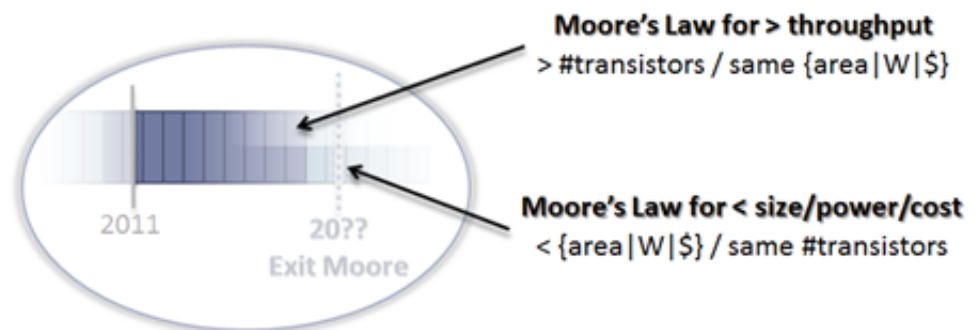 Moore's Law for > throughput
> #transistors / same {area|W|$}
2011
20??
Exit Moore
Moore's Law for < size/power/cost
< {area|W|$} / same #transistors